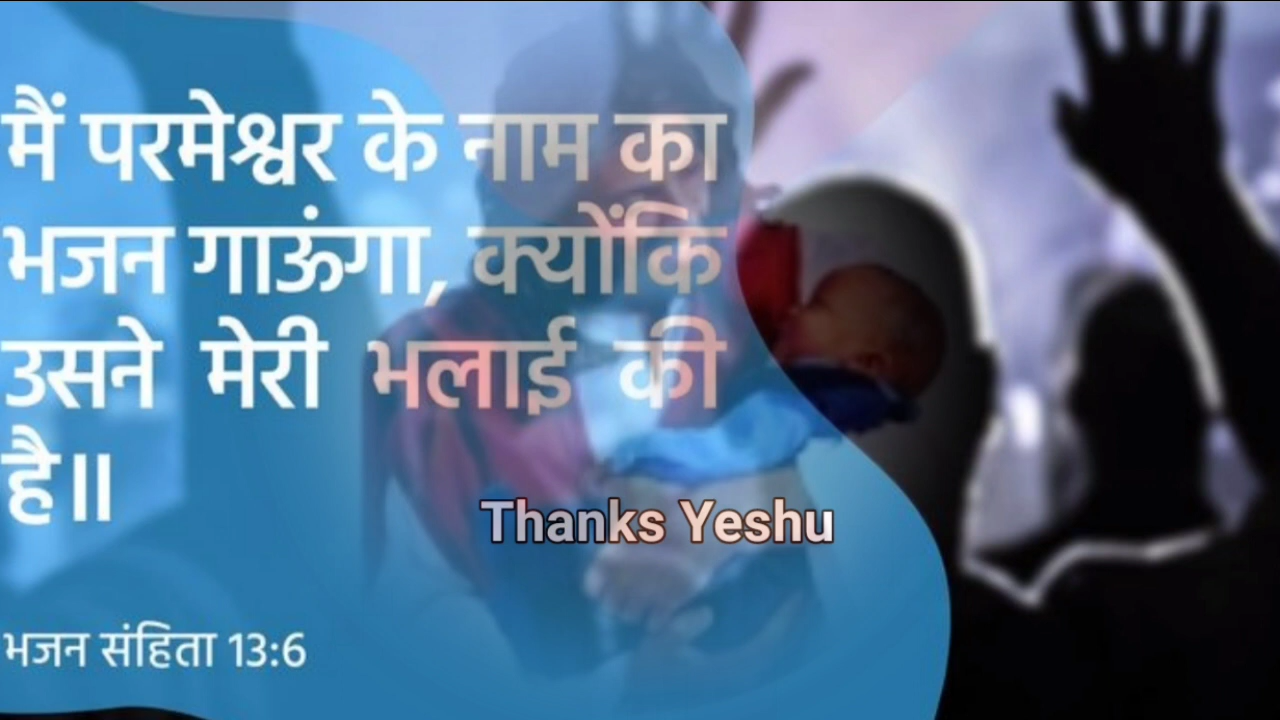 मैं परमेश्वर के नाम का
भजन गाऊंगा, क्योंकि
उसने मेरी भलाई की
है॥
Thanks Yeshu
भजन संहिता 13:6